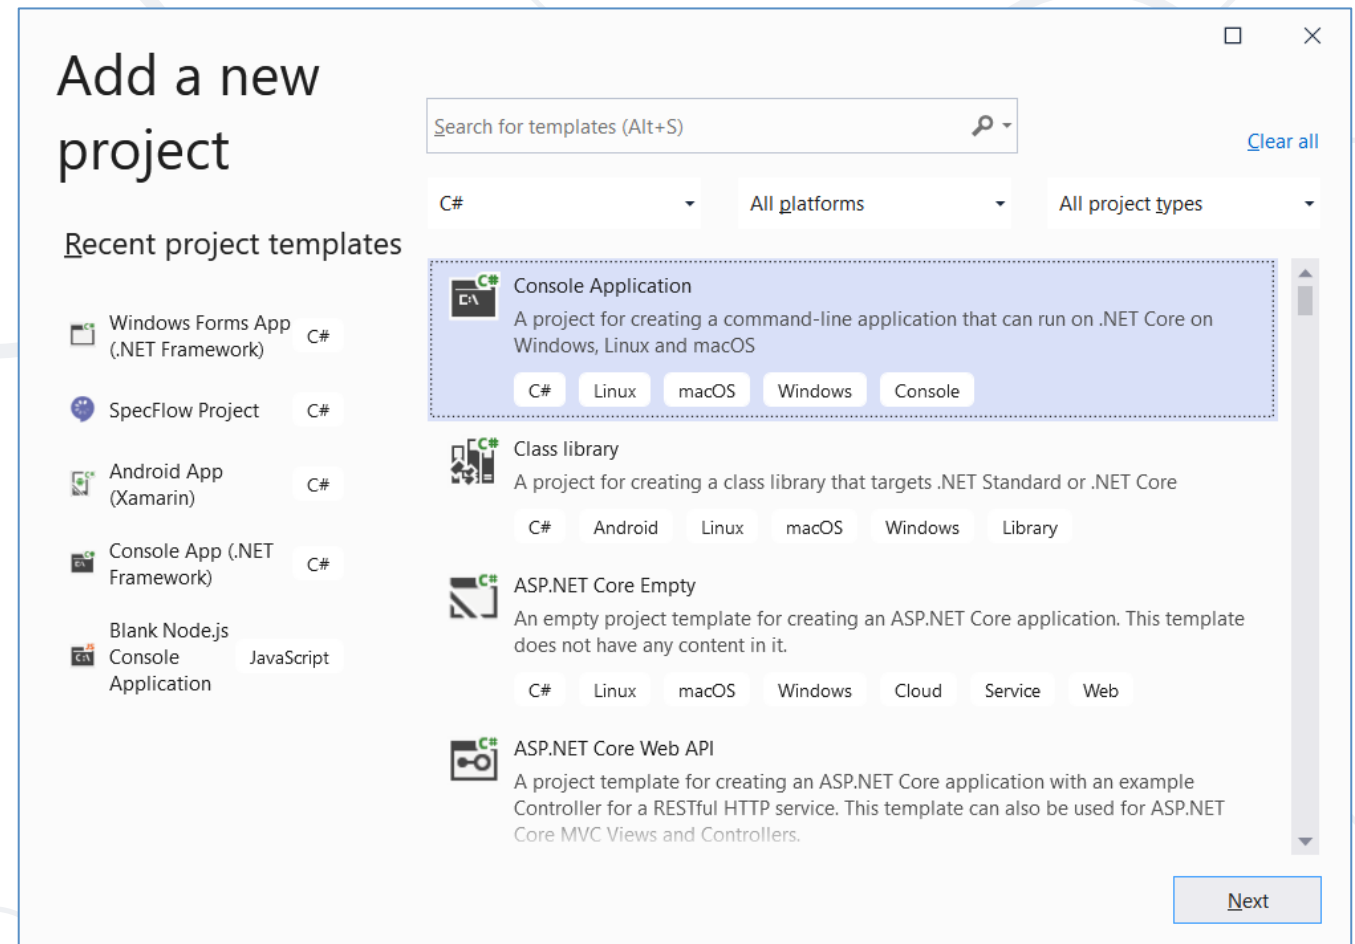 Add a new
project
Search for templates (Alt+S)
Clear all
C#
All platforms
All project types
Recent project templates
Windows Forms App
(.NET Framework)
C#
SpecFlow Project
C#
Android App
(Xamarin)
C#
Console App (.NET
Framework)
C#
Blank Node.js
Console
Application
JavaScript
C#
C:\
Console Application
A project for creating a command-line application that can run on .NET Core on
Windows, Linux and macOS
C# Linux macOS Windows Console
C#
Class library
A project for creating a class library that targets .NET Standard or .NET Core
C# Android Linux macOS Windows Library
C#
ASP.NET Core Empty
An empty project template for creating an ASP.NET Core application. This template
does not have any content in it.
C# Linux macOS Windows Cloud Service Web
C#
ASP.NET Core Web API
A project template for creating an ASP.NET Core application with an example
Controller for a RESTful HTTP service. This template can also be used for ASP.NET
Core MVC Views and Controllers.
Next